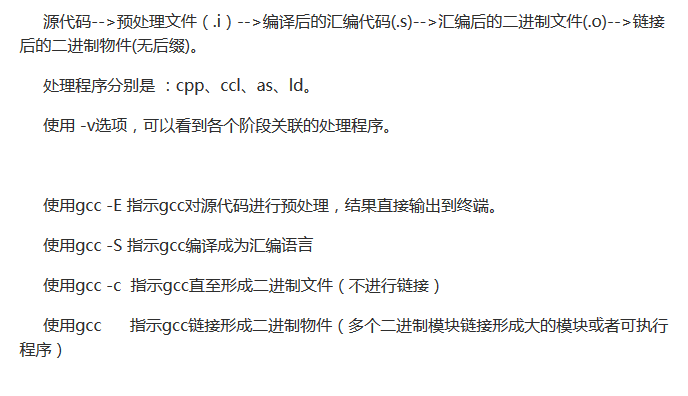 源代码-->预处理文件（.i）-->编译后的汇编代码(.s)-->汇编后的二进制文件(.o)-->链接
后的二进制物件(无后缀)。
处理程序分别是 ：cpp、ccl、as、ld。
使用 -v选项，可以看到各个阶段关联的处理程序。
使用gcc -E 指示gcc对源代码进行预处理，结果直接输出到终端。
使用gcc -S 指示gcc编译成为汇编语言
使用gcc -c  指示gcc直至形成二进制文件（不进行链接）
使用gcc      指示gcc链接形成二进制物件（多个二进制模块链接形成大的模块或者可执行
程序）